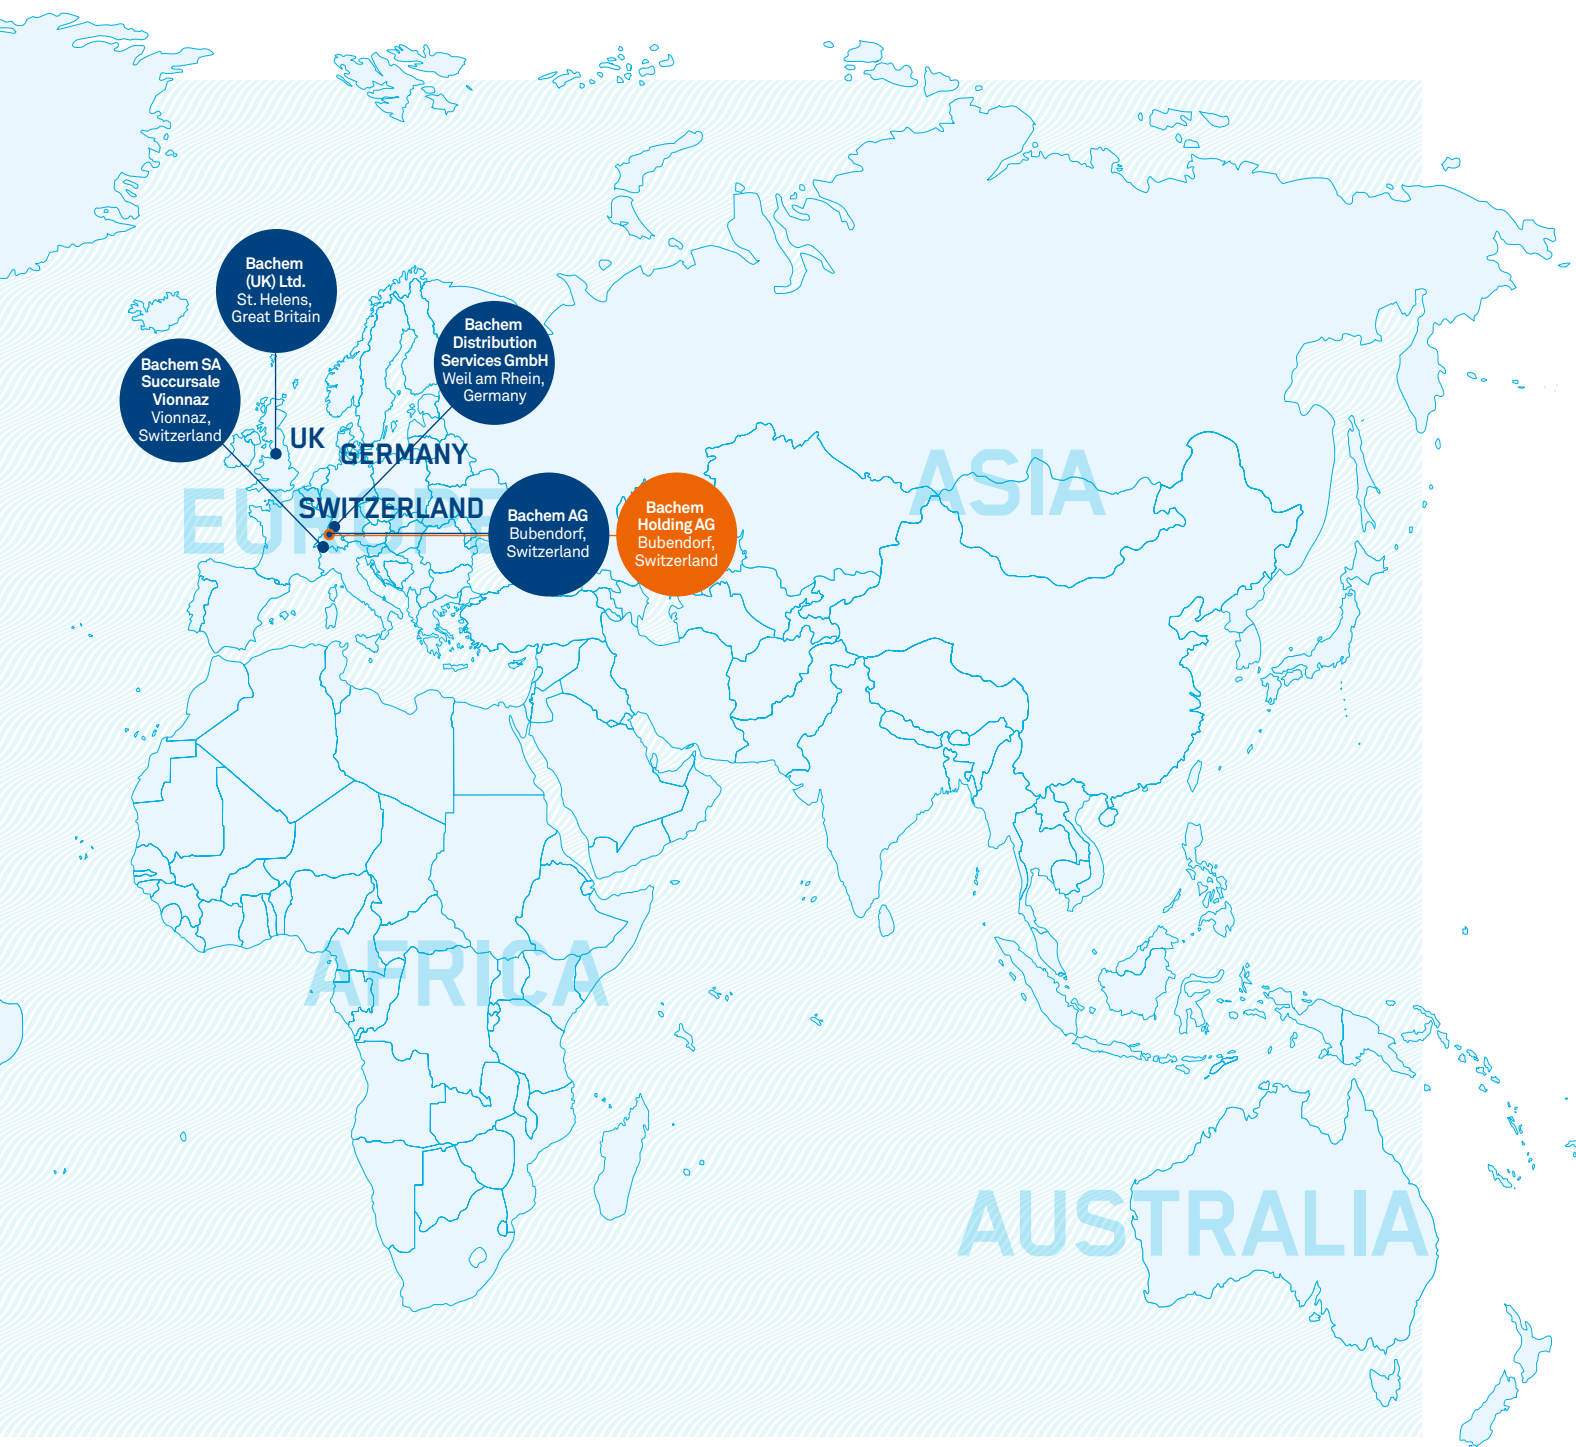 Bachem
(UK) Ltd.
St. Helens,
Great Britain
Bachem
Distribution
Services GmbH
Weil am Rhein,
Germany
Bachem SA
Succursale
Vionnaz
Vionnaz,
Switzerland
UK
GERMANY
SWITZERLAND
EUROPE
ASIA
Bachem AG
Bubendorf,
Switzerland
Bachem
Holding AG
Bubendorf,
Switzerland
AFRICA
AUSTRALIA